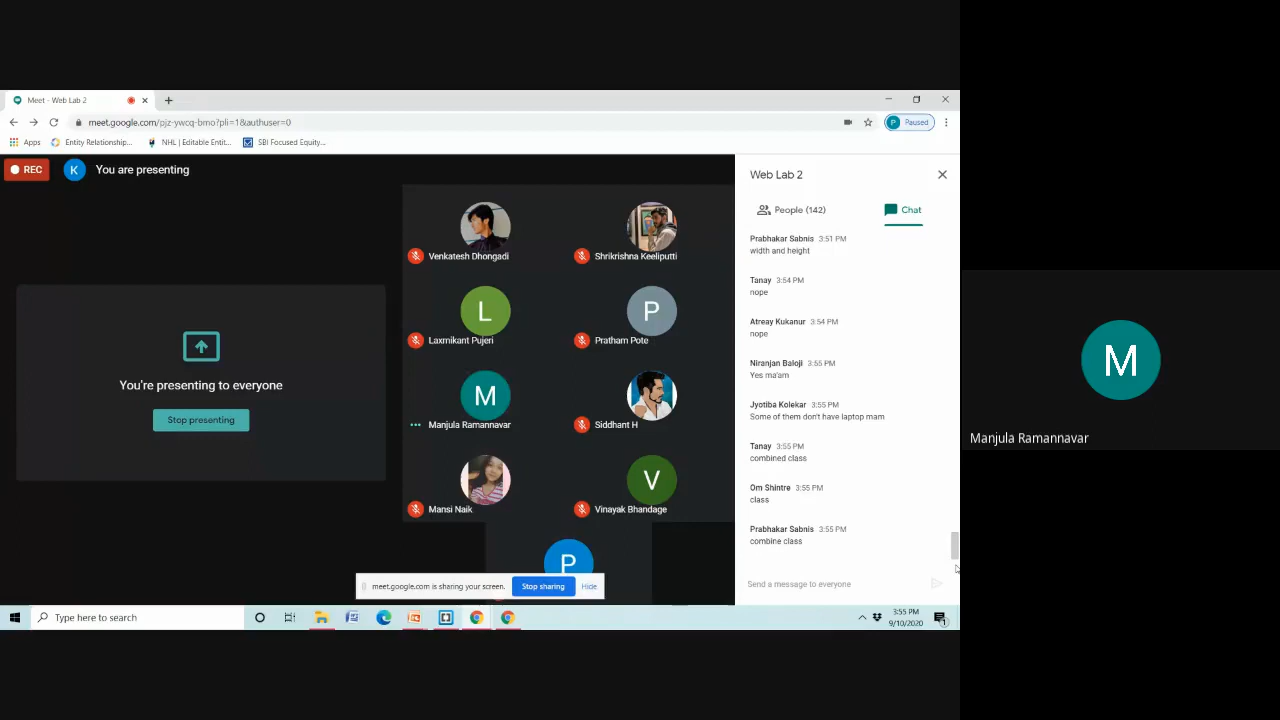 Meet - Web Lab 2
meet.google.com/pjz-ywcq-bmo?pli=1&authuser=0
P Paused
Apps Entity Relationship... NHL | Editable Entit... SBI Focused Equity...
REC K You are presenting
Web Lab 2
People (142) Chat
You're presenting to everyone
Stop presenting
Venkatesh Dhongadi
Shrikrishna Keeliputti
L
Laxmikant Pujeri
P
Pratham Pote
M
Manjula Ramannavar
Siddhant H
Mansi Naik
V
Vinayak Bhandage
P
Prabhakar Sabnis 3:51 PM
width and height
Tanay 3:54 PM
nope
Atreay Kukanur 3:54 PM
nope
Niranjan Baloji 3:55 PM
Yes ma'am
Jyotiba Kolekar 3:55 PM
Some of them don't have laptop mam
Tanay 3:55 PM
combined class
Om Shintre 3:55 PM
class
Prabhakar Sabnis 3:55 PM
combine class
Send a message to everyone
meet.google.com is sharing your screen. Stop sharing Hide
Type here to search
3:55 PM
9/10/2020
1
M
Manjula Ramannavar